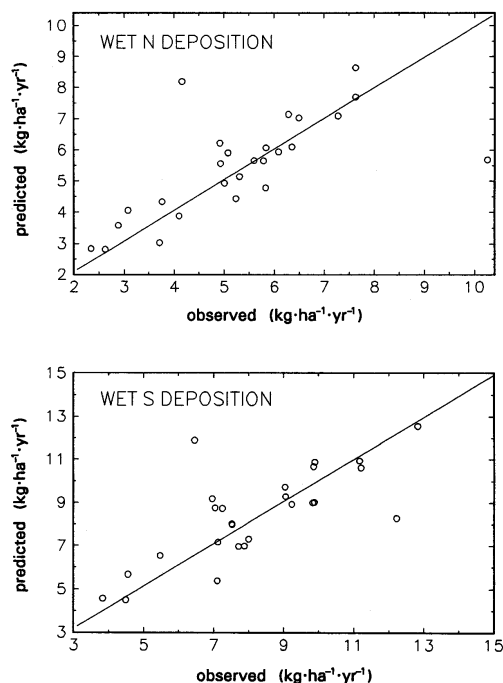 WET N DEPOSITION
predicted (kg·ha⁻¹·yr⁻¹)
10
9
8
7
6
5
4
3
2
2 3 4 5 6 7 8 9 10
observed (kg·ha⁻¹·yr⁻¹)
WET S DEPOSITION
predicted (kg·ha⁻¹·yr⁻¹)
15
13
11
9
7
5
3
3 5 7 9 11 13 15
observed (kg·ha⁻¹·yr⁻¹)